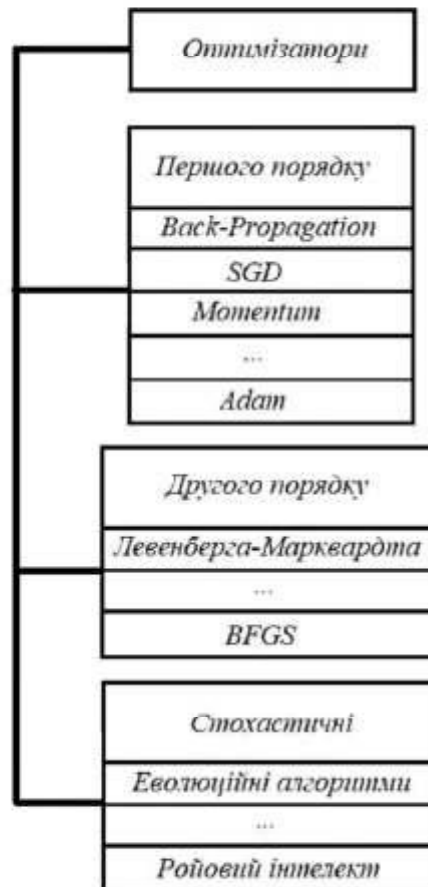 Оптимізатори
Першого порядку
Back-Propagation
SGD
Momentum
...
Adam
Другого порядку
Левенберга-Марквардта
...
BFGS
Стохастичні
Еволюційні алгоритми
...
Ройовий інтелект